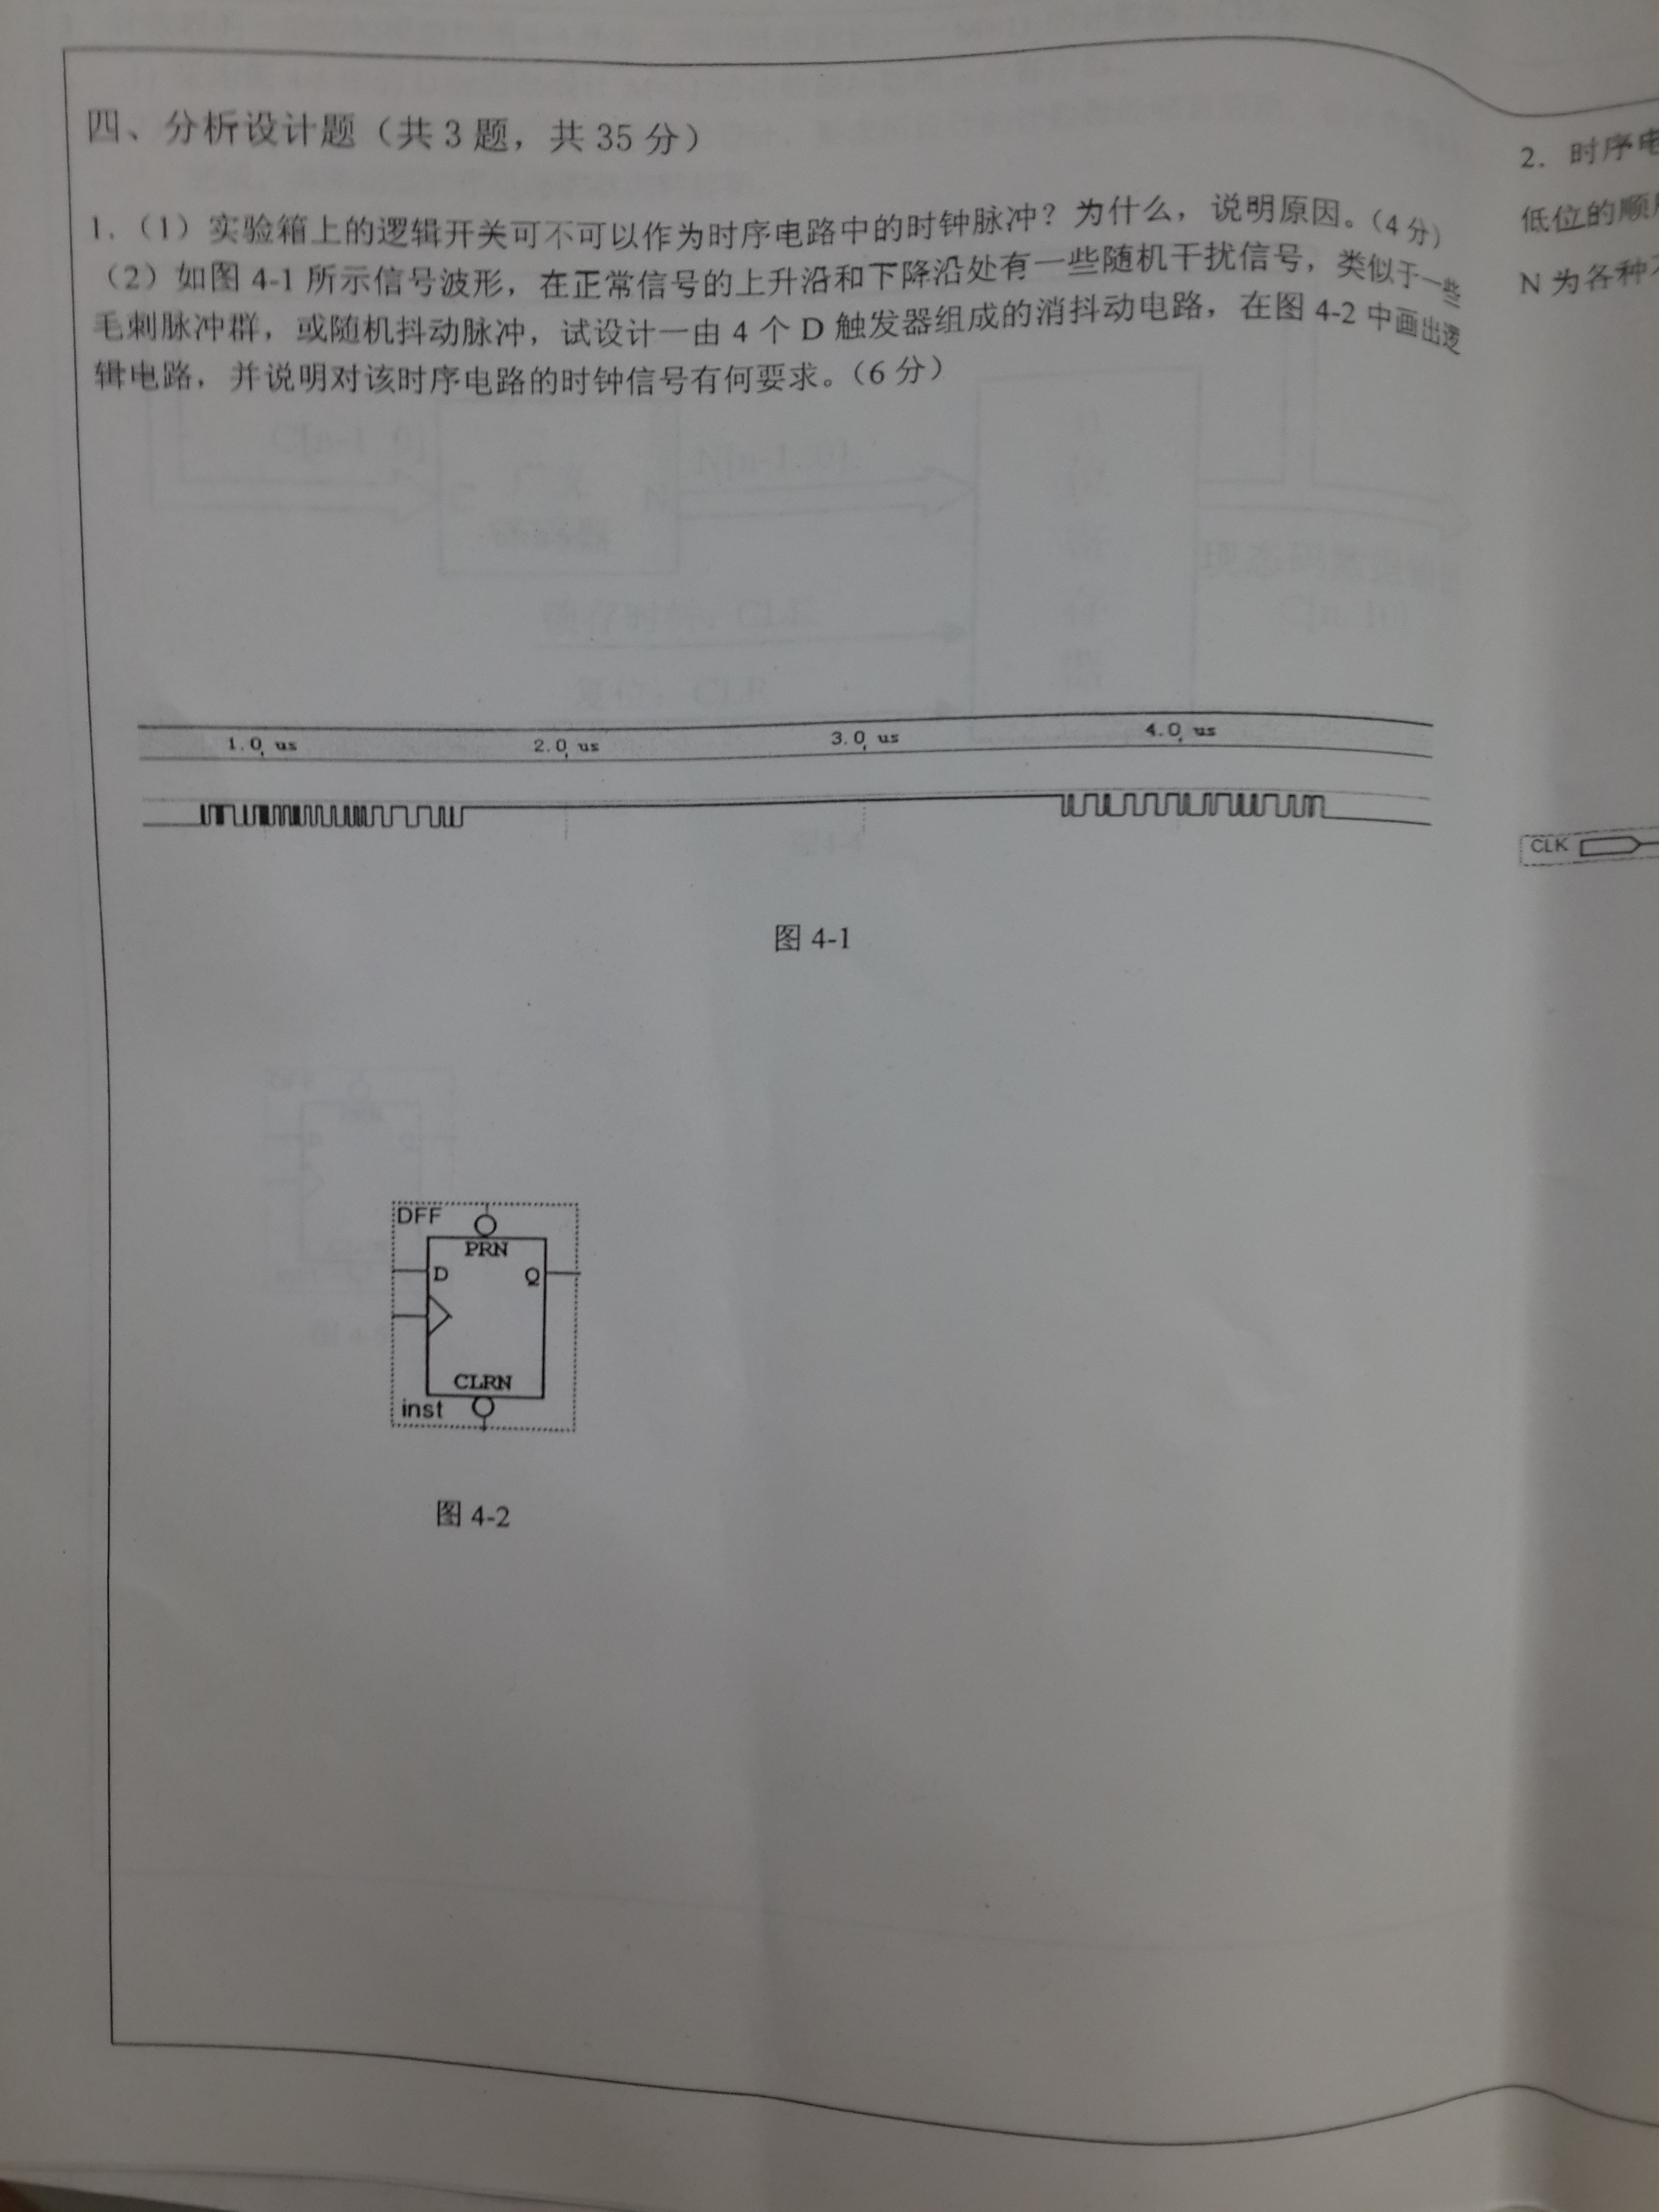 四、分析设计题（共 3 题，共 35 分）
1.（1）实验箱上的逻辑开关可不可以作为时序电路中的时钟脉冲？为什么，说明原因。（4 分）
（2）如图 4-1 所示信号波形，在正常信号的上升沿和下降沿处有一些随机干扰信号，类似于一些
毛刺脉冲群，或随机抖动脉冲，试设计一由 4 个 D 触发器组成的消抖动电路，在图 4-2 中画出逻
辑电路，并说明对该时序电路的时钟信号有何要求。（6 分）
1.0 us 2.0 us 3.0 us 4.0 us
图 4-1
DFF
PRN
D Q
CLRN
inst
图 4-2
2. 时序电
低位的顺
N 为各种
CLK
C[n-1 0]
N[n-1..0]
CLK
复位：CLR